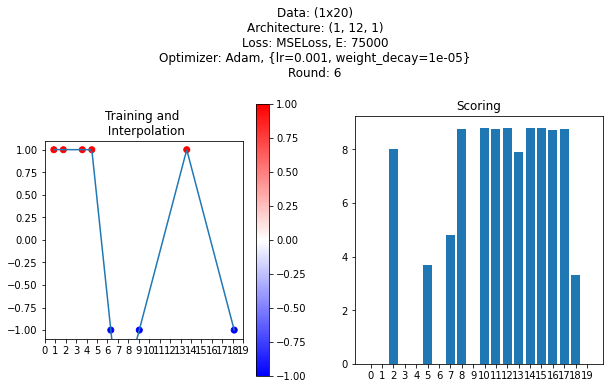 Data: (1x20)
Architecture: (1, 12, 1)
Loss: MSELoss, E: 75000
Optimizer: Adam, {lr=0.001, weight_decay=1e-05}
Round: 6
Training and
Interpolation
1.00
0.75
0.50
0.25
0.00
−0.25
−0.50
−0.75
−1.00
0 1 2 3 4 5 6 7 8 9 10 11 12 13 14 15 16 17 18 19
1.00
0.75
0.50
0.25
0.00
−0.25
−0.50
−0.75
−1.00
Scoring
8
6
4
2
0
0 1 2 3 4 5 6 7 8 9 10 11 12 13 14 15 16 17 18 19